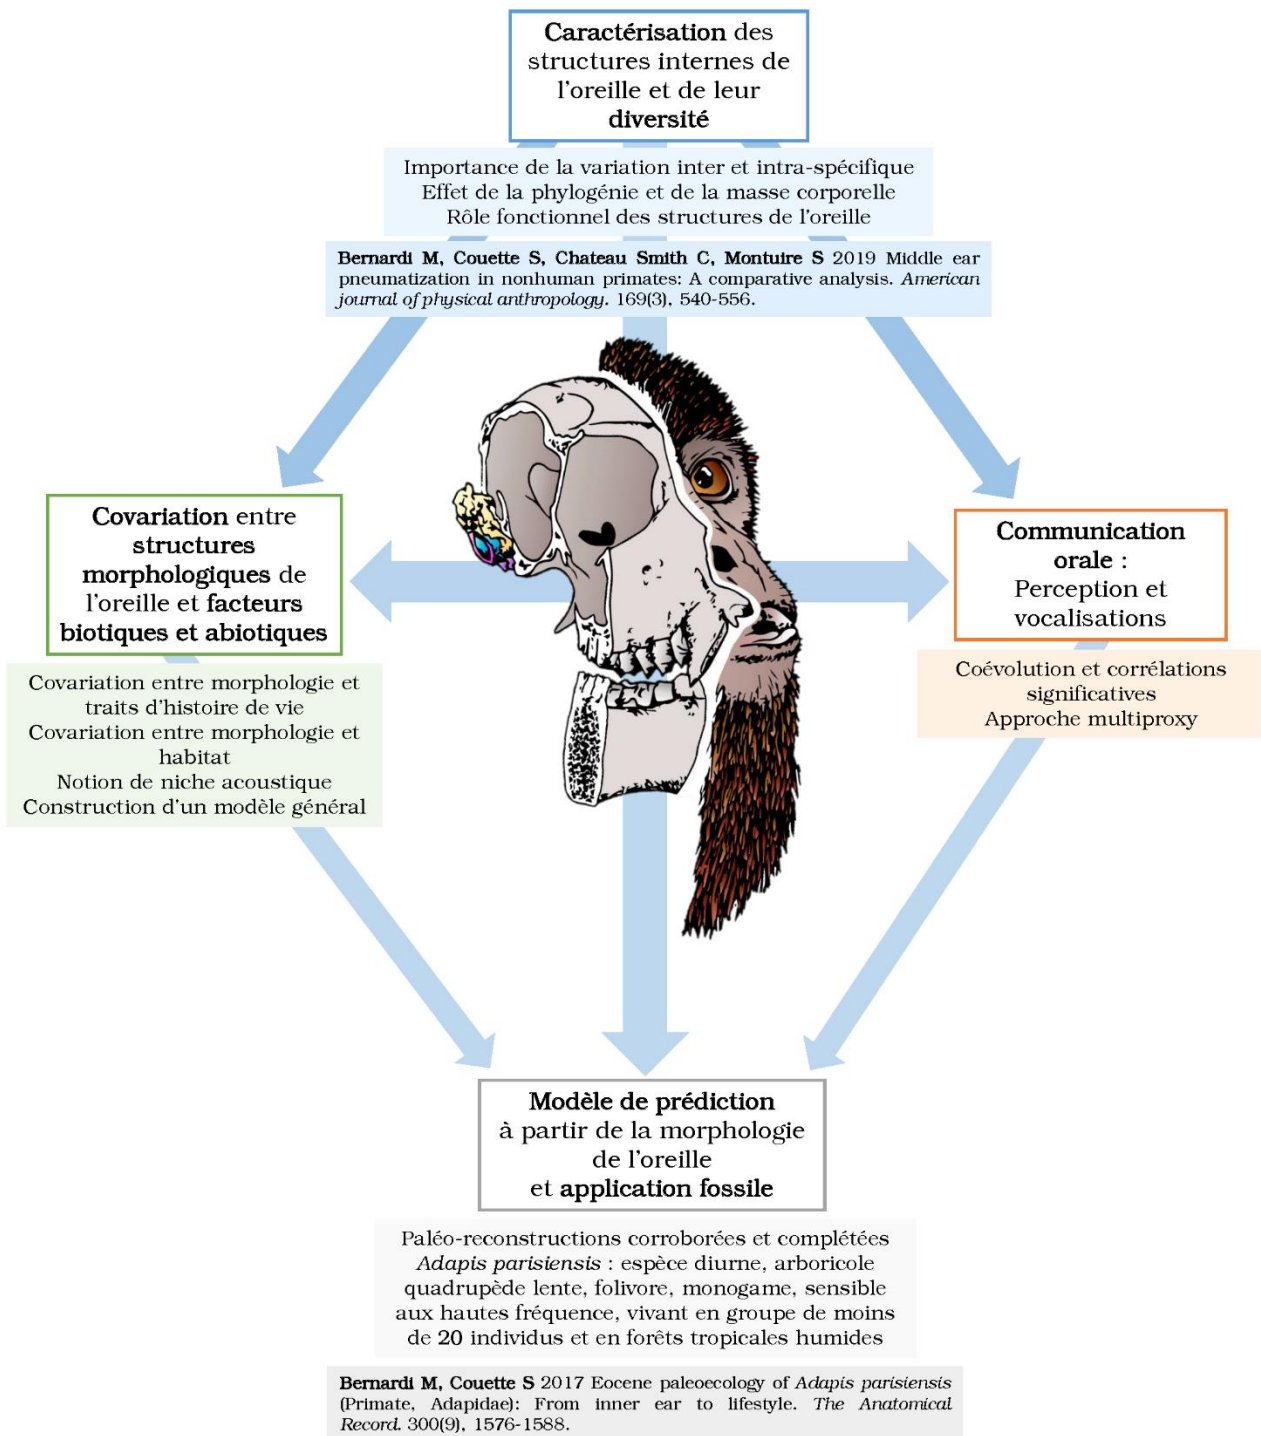 Caractérisation des
structures internes de
l'oreille et de leur
diversité
Importance de la variation inter et intra-spécifique
Effet de la phylogénie et de la masse corporelle
Rôle fonctionnel des structures de l'oreille
Bernardi M, Couette S, Chateau Smith C, Montuire S 2019 Middle ear
pneumatization in nonhuman primates: A comparative analysis. American
journal of physical anthropology. 169(3), 540-556.
Covariation entre
structures
morphologiques de
l'oreille et facteurs
biotiques et abiotiques
Covariation entre morphologie et
traits d'histoire de vie
Covariation entre morphologie et
habitat
Notion de niche acoustique
Construction d'un modèle général
Communication
orale :
Perception et
vocalisations
Coévolution et corrélations
significatives
Approche multiproxy
Modèle de prédiction
à partir de la morphologie
de l'oreille
et application fossile
Paléo-reconstructions corroborées et complétées
Adapis parisiensis : espèce diurne, arboricole
quadrupède lente, folivore, monogame, sensible
aux hautes fréquence, vivant en groupe de moins
de 20 individus et en forêts tropicales humides
Bernardi M, Couette S 2017 Eocene paleoecology of Adapis parisiensis
(Primate, Adapidae): From inner ear to lifestyle. The Anatomical
Record. 300(9), 1576-1588.